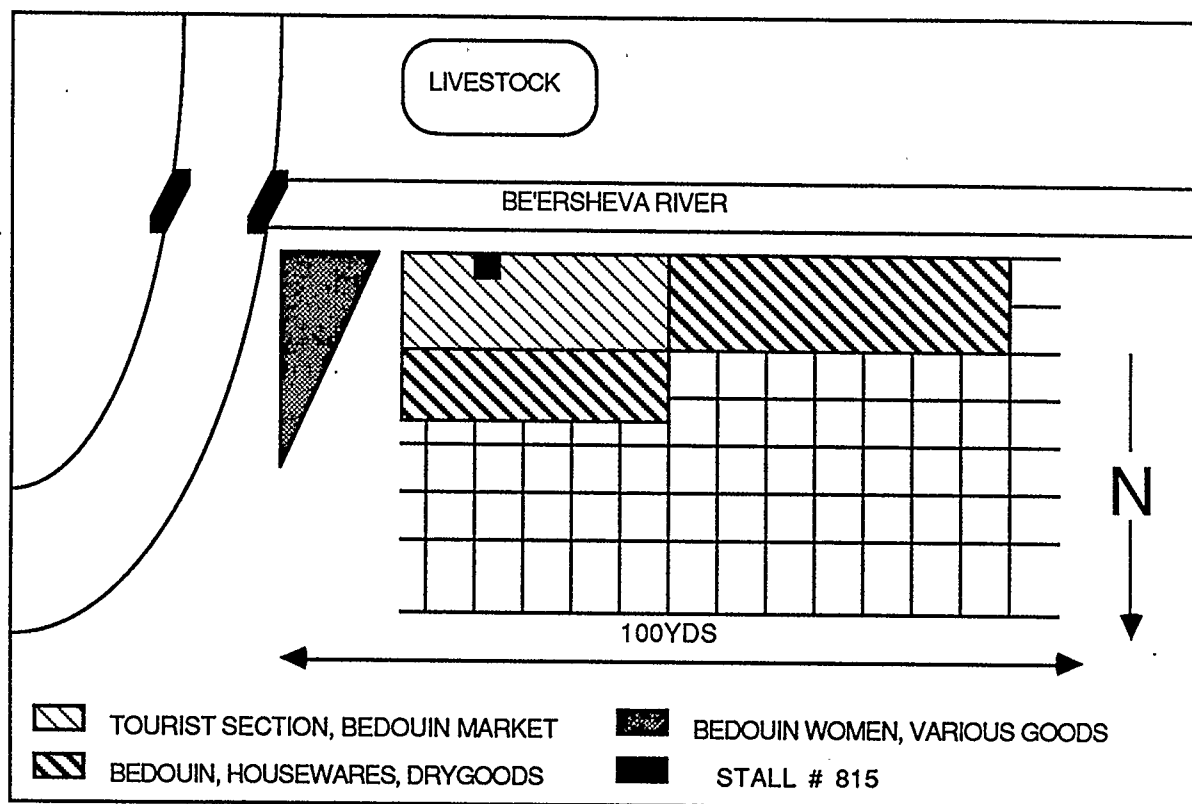 LIVESTOCK
BE'ERSHEVA RIVER
N
100YDS
TOURIST SECTION, BEDOUIN MARKET
BEDOUIN WOMEN, VARIOUS GOODS
BEDOUIN, HOUSEWARES, DRYGOODS
STALL # 815